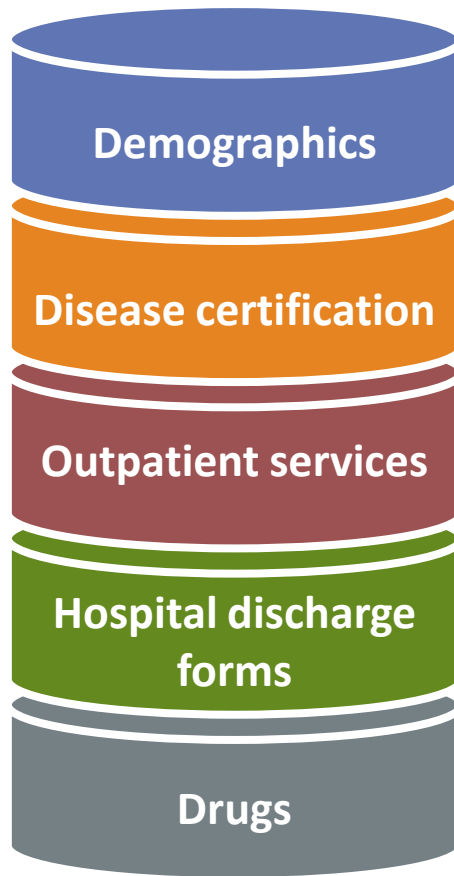 Demographics
Disease certification
Outpatient services
Hospital discharge
forms
Drugs